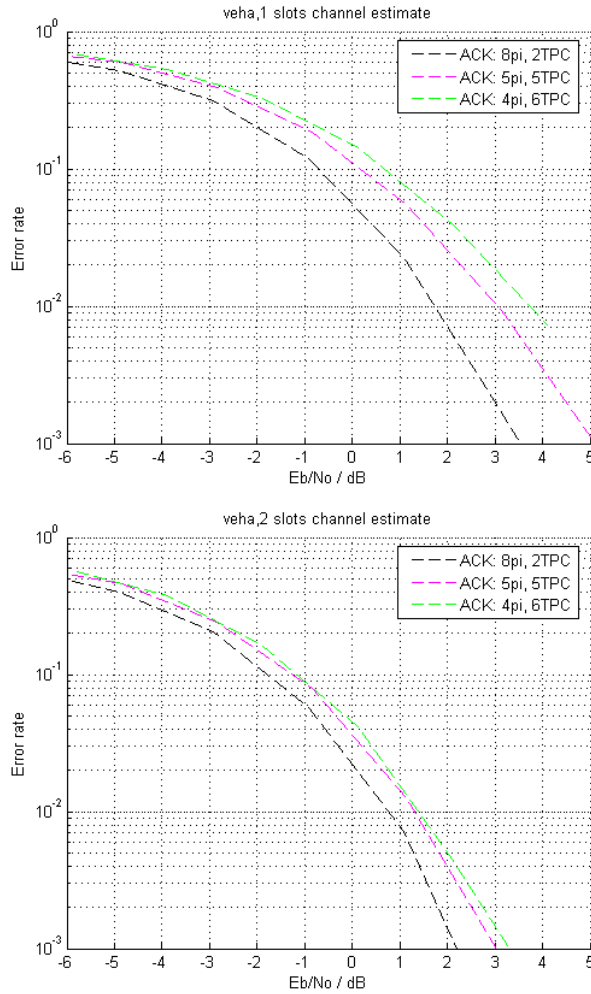 veha,1 slots channel estimate
10^0
ACK: 8pi, 2TPC
ACK: 5pi, 5TPC
ACK: 4pi, 6TPC
10^-1
Error rate
10^-2
10^-3
-6 -5 -4 -3 -2 -1 0 1 2 3 4 5
Eb/No / dB
veha,2 slots channel estimate
10^0
ACK: 8pi, 2TPC
ACK: 5pi, 5TPC
ACK: 4pi, 6TPC
10^-1
Error rate
10^-2
10^-3
-6 -5 -4 -3 -2 -1 0 1 2 3 4 5
Eb/No / dB